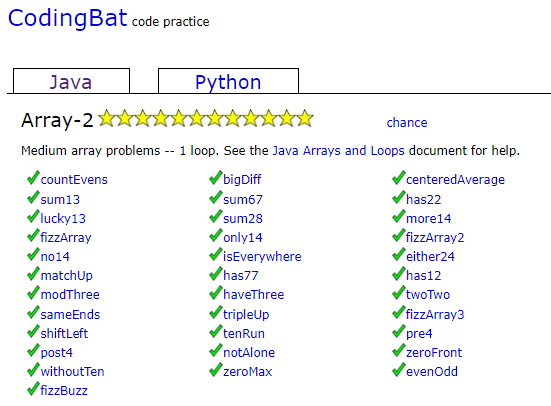 CodingBat code practice
Java Python
Array-2 chance
Medium array problems -- 1 loop. See the Java Arrays and Loops document for help.
countEvens bigDiff centeredAverage
sum13 sum67 has22
lucky13 sum28 more14
fizzArray only14 fizzArray2
no14 isEverywhere either24
matchUp has77 has12
modThree haveThree twoTwo
sameEnds tripleUp fizzArray3
shiftLeft tenRun pre4
post4 notAlone zeroFront
withoutTen zeroMax evenOdd
fizzBuzz